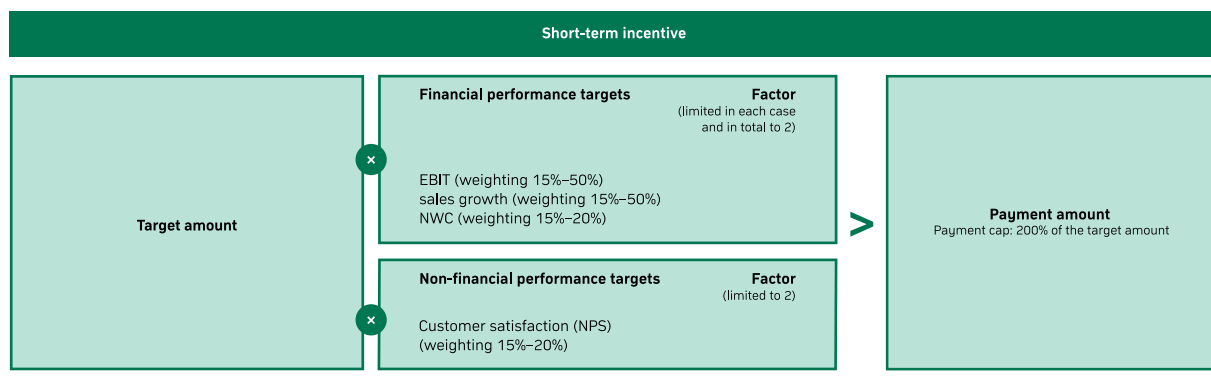 Short-term incentive
Target amount
×
Financial performance targets
Factor
(limited in each case
and in total to 2)
EBIT (weighting 15%–50%)
sales growth (weighting 15%–50%)
NWC (weighting 15%–20%)
×
Non-financial performance targets
Factor
(limited to 2)
Customer satisfaction (NPS)
(weighting 15%–20%)
>
Payment amount
Payment cap: 200% of the target amount